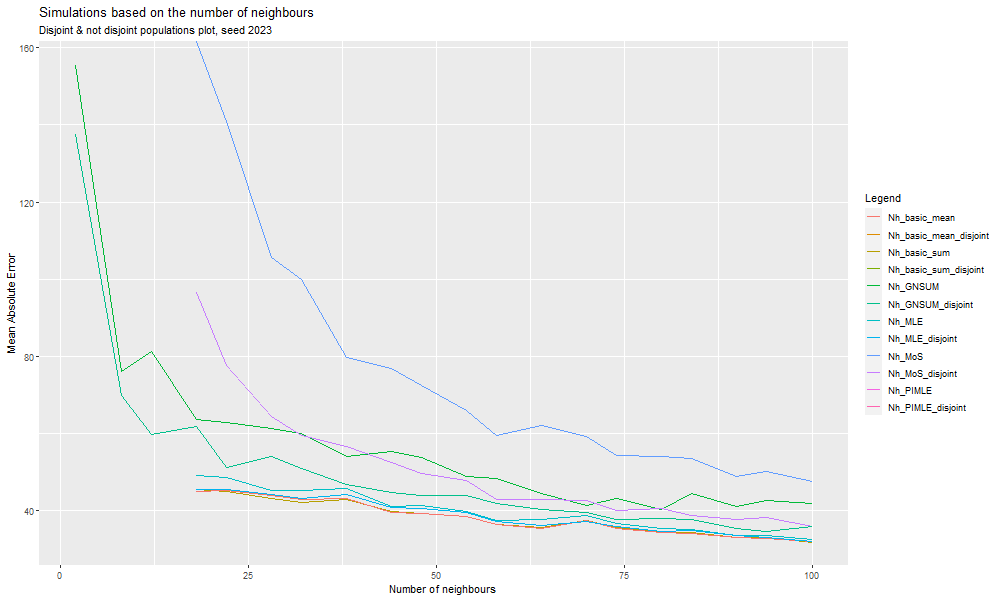 Simulations based on the number of neighbours
Disjoint & not disjoint populations plot, seed 2023
160
120
80
40
Mean Absolute Error
0
25
50
75
100
Number of neighbours
Legend
Nh_basic_mean
Nh_basic_mean_disjoint
Nh_basic_sum
Nh_basic_sum_disjoint
Nh_GNSUM
Nh_GNSUM_disjoint
Nh_MLE
Nh_MLE_disjoint
Nh_MoS
Nh_MoS_disjoint
Nh_PIMLE
Nh_PIMLE_disjoint